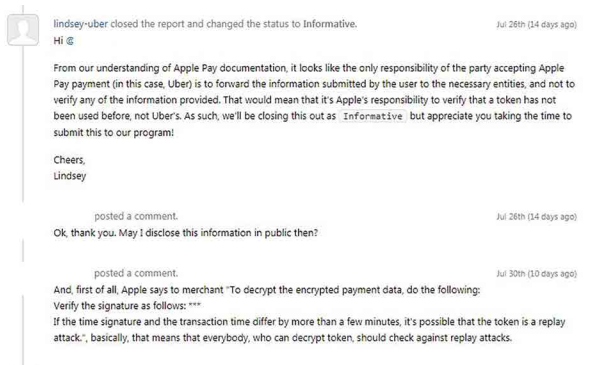 lindsey-uber closed the report and changed the status to Informative. Jul 26th (14 days ago)
Hi @
From our understanding of Apple Pay documentation, it looks like the only responsibility of the party accepting Apple
Pay payment (in this case, Uber) is to forward the information submitted by the user to the necessary entities, and not to
verify any of the information provided. That would mean that it's Apple's responsibility to verify that a token has not
been used before, not Uber's. As such, we'll be closing this out as Informative but appreciate you taking the time to
submit this to our program!
Cheers,
Lindsey
posted a comment. Jul 26th (14 days ago)
Ok, thank you. May I disclose this information in public then?
posted a comment. Jul 30th (10 days ago)
And, first of all, Apple says to merchant "To decrypt the encrypted payment data, do the following:
Verify the signature as follows: ***
If the time signature and the transaction time differ by more than a few minutes, it's possible that the token is a replay
attack.", basically, that means that everybody, who can decrypt token, should check against replay attacks.